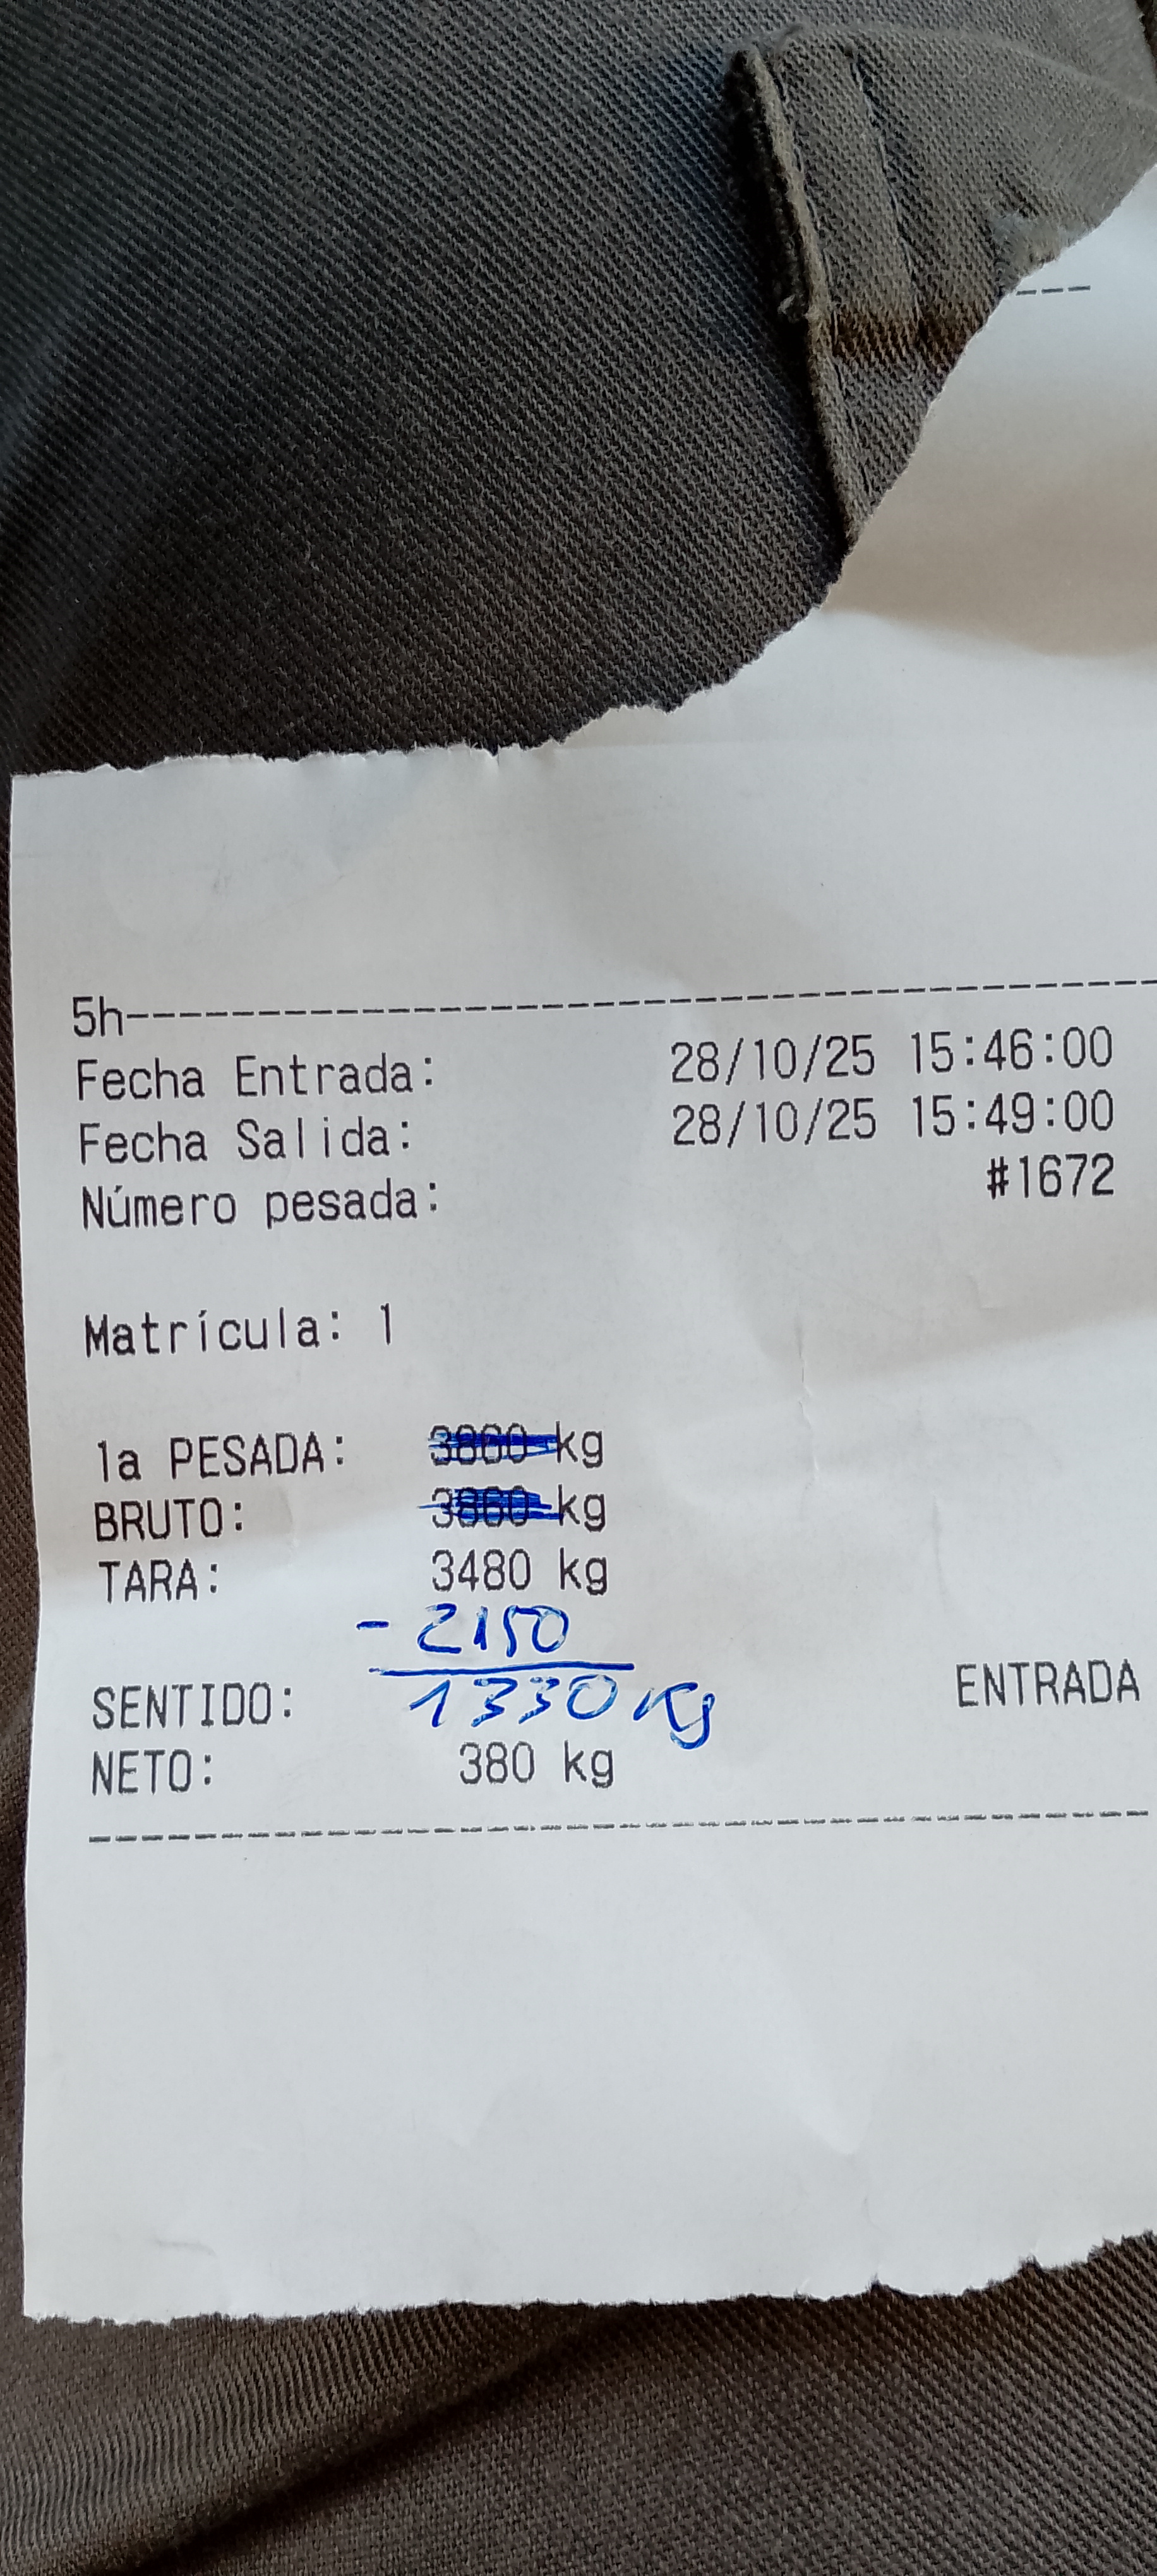 5h----------------------------------------
Fecha Entrada: 28/10/25 15:46:00
Fecha Salida: 28/10/25 15:49:00
Número pesada: #1672
Matrícula: 1
1a PESADA: 3860 kg
BRUTO: 3860 kg
TARA: 3480 kg
- 2150
1330 Kg
SENTIDO: ENTRADA
NETO: 380 kg